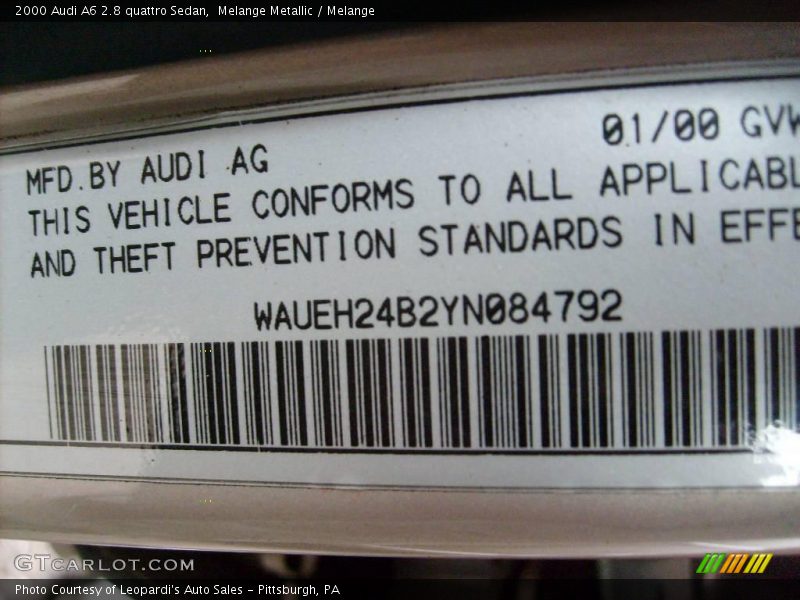 2000 Audi A6 2.8 quattro Sedan,  Melange Metallic / Melange
01/00 GVW
MFD.BY AUDI AG
THIS VEHICLE CONFORMS TO ALL APPLICABL
AND THEFT PREVENTION STANDARDS IN EFFE
WAUEH24B2YN084792
GTCARLOT.COM
Photo Courtesy of Leopardi's Auto Sales - Pittsburgh, PA